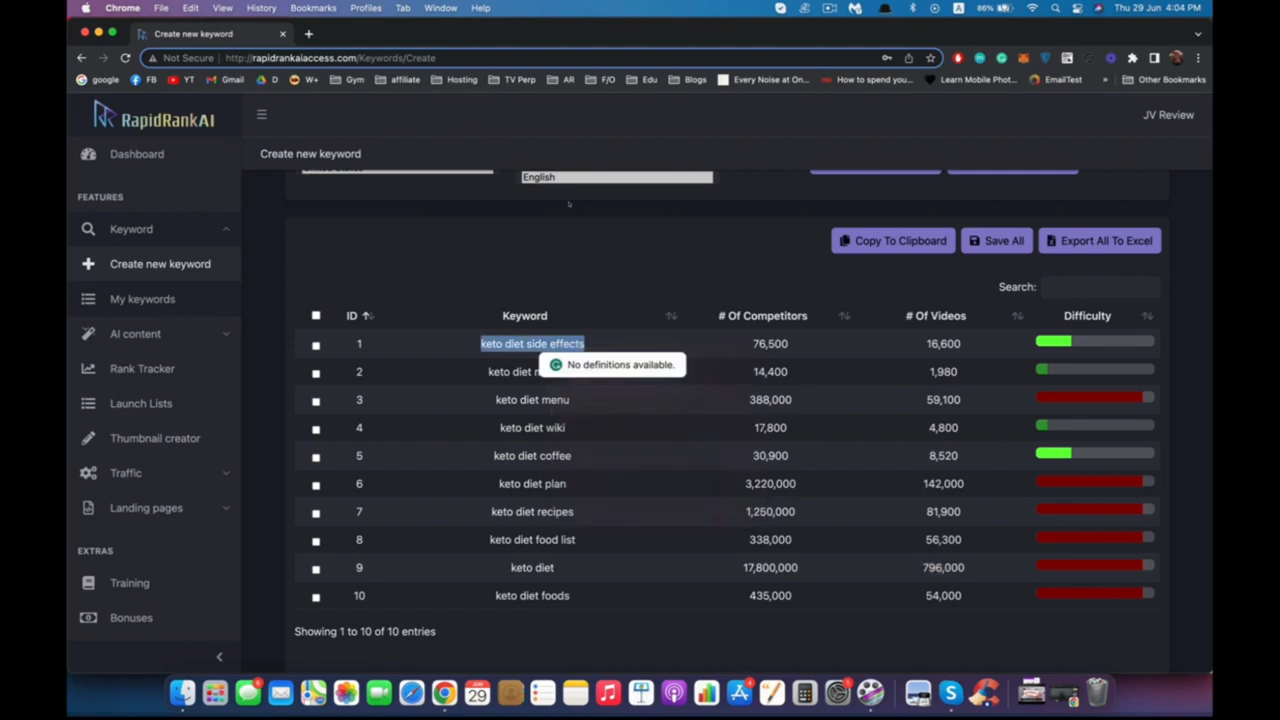 Chrome File Edit View History Bookmarks Profiles Tab Window Help A 86% Thu 29 Jun 4:04 PM
Create new keyword
Not Secure http://rapidrankaiaccess.com/Keywords/Create
google FB YT Gmail D W+ Gym affiliate Hosting TV Perp AR F/O Edu Blogs Every Noise at On... How to spend you... Learn Mobile Phot... EmailTest » Other Bookmarks
RapidRankAI
JV Review
Dashboard
Create new keyword
FEATURES
English
Keyword
Create new keyword
My keywords
AI content
Rank Tracker
Launch Lists
Thumbnail creator
Traffic
Landing pages
EXTRAS
Training
Bonuses
Copy To Clipboard Save All Export All To Excel
Search:
ID Keyword # Of Competitors # Of Videos Difficulty
1 keto diet side effects 76,500 16,600
No definitions available.
2 keto diet 14,400 1,980
3 keto diet menu 388,000 59,100
4 keto diet wiki 17,800 4,800
5 keto diet coffee 30,900 8,520
6 keto diet plan 3,220,000 142,000
7 keto diet recipes 1,250,000 81,900
8 keto diet food list 338,000 56,300
9 keto diet 17,800,000 796,000
10 keto diet foods 435,000 54,000
Showing 1 to 10 of 10 entries
29